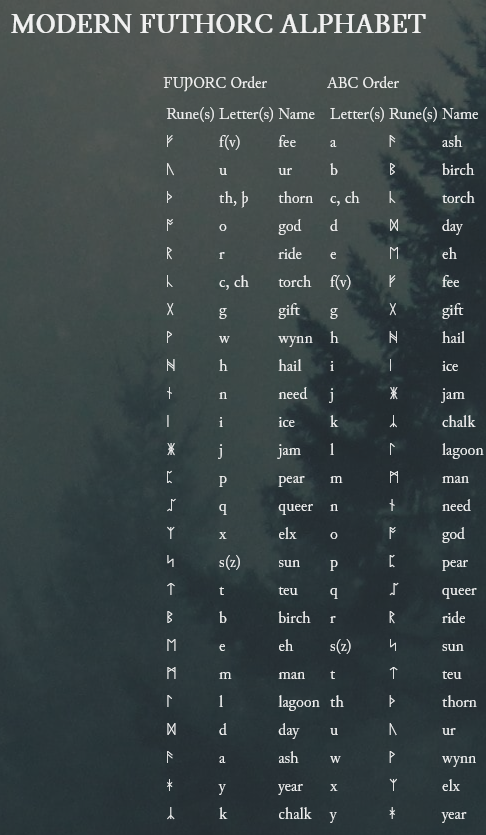 MODERN FUTHORC ALPHABET
FUÞORC Order ABC Order
Rune(s) Letter(s) Name Letter(s) Rune(s) Name
ᚠ f(v) fee a ᚫ ash
ᚢ u ur b ᛒ birch
ᚦ th, þ thorn c, ch ᚳ torch
ᚩ o god d ᛞ day
ᚱ r ride e ᛖ eh
ᚳ c, ch torch f(v) ᚠ fee
ᚷ g gift g ᚷ gift
ᚹ w wynn h ᚻ hail
ᚻ h hail i ᛁ ice
ᚾ n need j ᛡ jam
ᛁ i ice k ᛣ chalk
ᛡ j jam l ᛚ lagoon
ᛈ p pear m ᛗ man
ᛢ q queer n ᚾ need
ᛉ x elx o ᚩ god
ᛋ s(z) sun p ᛈ pear
ᛏ t teu q ᛢ queer
ᛒ b birch r ᚱ ride
ᛖ e eh s(z) ᛋ sun
ᛗ m man t ᛏ teu
ᛚ l lagoon th ᚦ thorn
ᛞ d day u ᚢ ur
ᚫ a ash w ᚹ wynn
ᚼ y year x ᛉ elx
ᛣ k chalk y ᚼ year